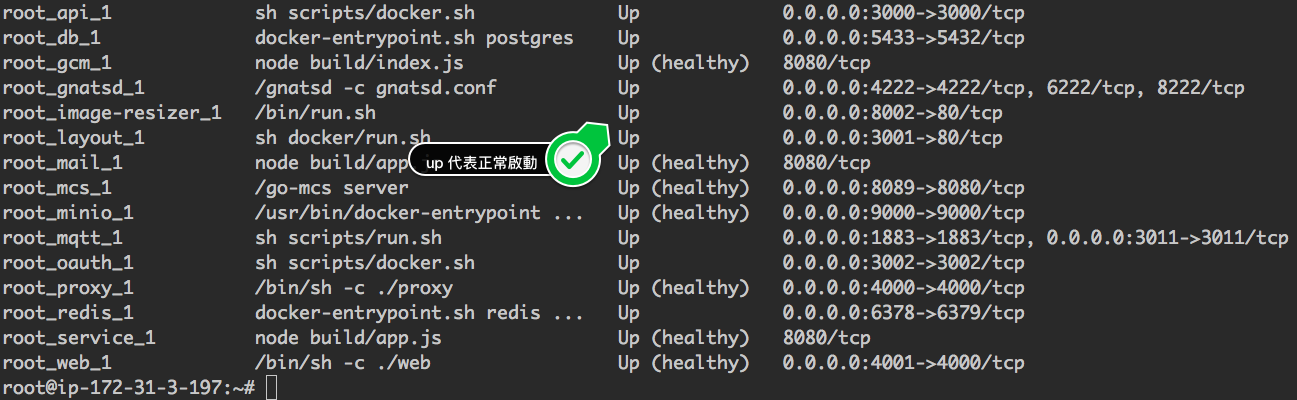 root_api_1 sh scripts/docker.sh Up 0.0.0.0:3000->3000/tcp
root_db_1 docker-entrypoint.sh postgres Up 0.0.0.0:5433->5432/tcp
root_gcm_1 node build/index.js Up (healthy) 8080/tcp
root_gnatsd_1 /gnatsd -c gnatsd.conf Up 0.0.0.0:4222->4222/tcp, 6222/tcp, 8222/tcp
root_image-resizer_1 /bin/run.sh Up 0.0.0.0:8002->80/tcp
root_layout_1 sh docker/run.sh Up 0.0.0.0:3001->80/tcp
root_mail_1 node build/app up 代表正常啟動 Up (healthy) 8080/tcp
root_mcs_1 /go-mcs server Up (healthy) 0.0.0.0:8089->8080/tcp
root_minio_1 /usr/bin/docker-entrypoint ... Up (healthy) 0.0.0.0:9000->9000/tcp
root_mqtt_1 sh scripts/run.sh Up 0.0.0.0:1883->1883/tcp, 0.0.0.0:3011->3011/tcp
root_oauth_1 sh scripts/docker.sh Up 0.0.0.0:3002->3002/tcp
root_proxy_1 /bin/sh -c ./proxy Up (healthy) 0.0.0.0:4000->4000/tcp
root_redis_1 docker-entrypoint.sh redis ... Up 0.0.0.0:6378->6379/tcp
root_service_1 node build/app.js Up (healthy) 8080/tcp
root_web_1 /bin/sh -c ./web Up (healthy) 0.0.0.0:4001->4000/tcp
root@ip-172-31-3-197:~#